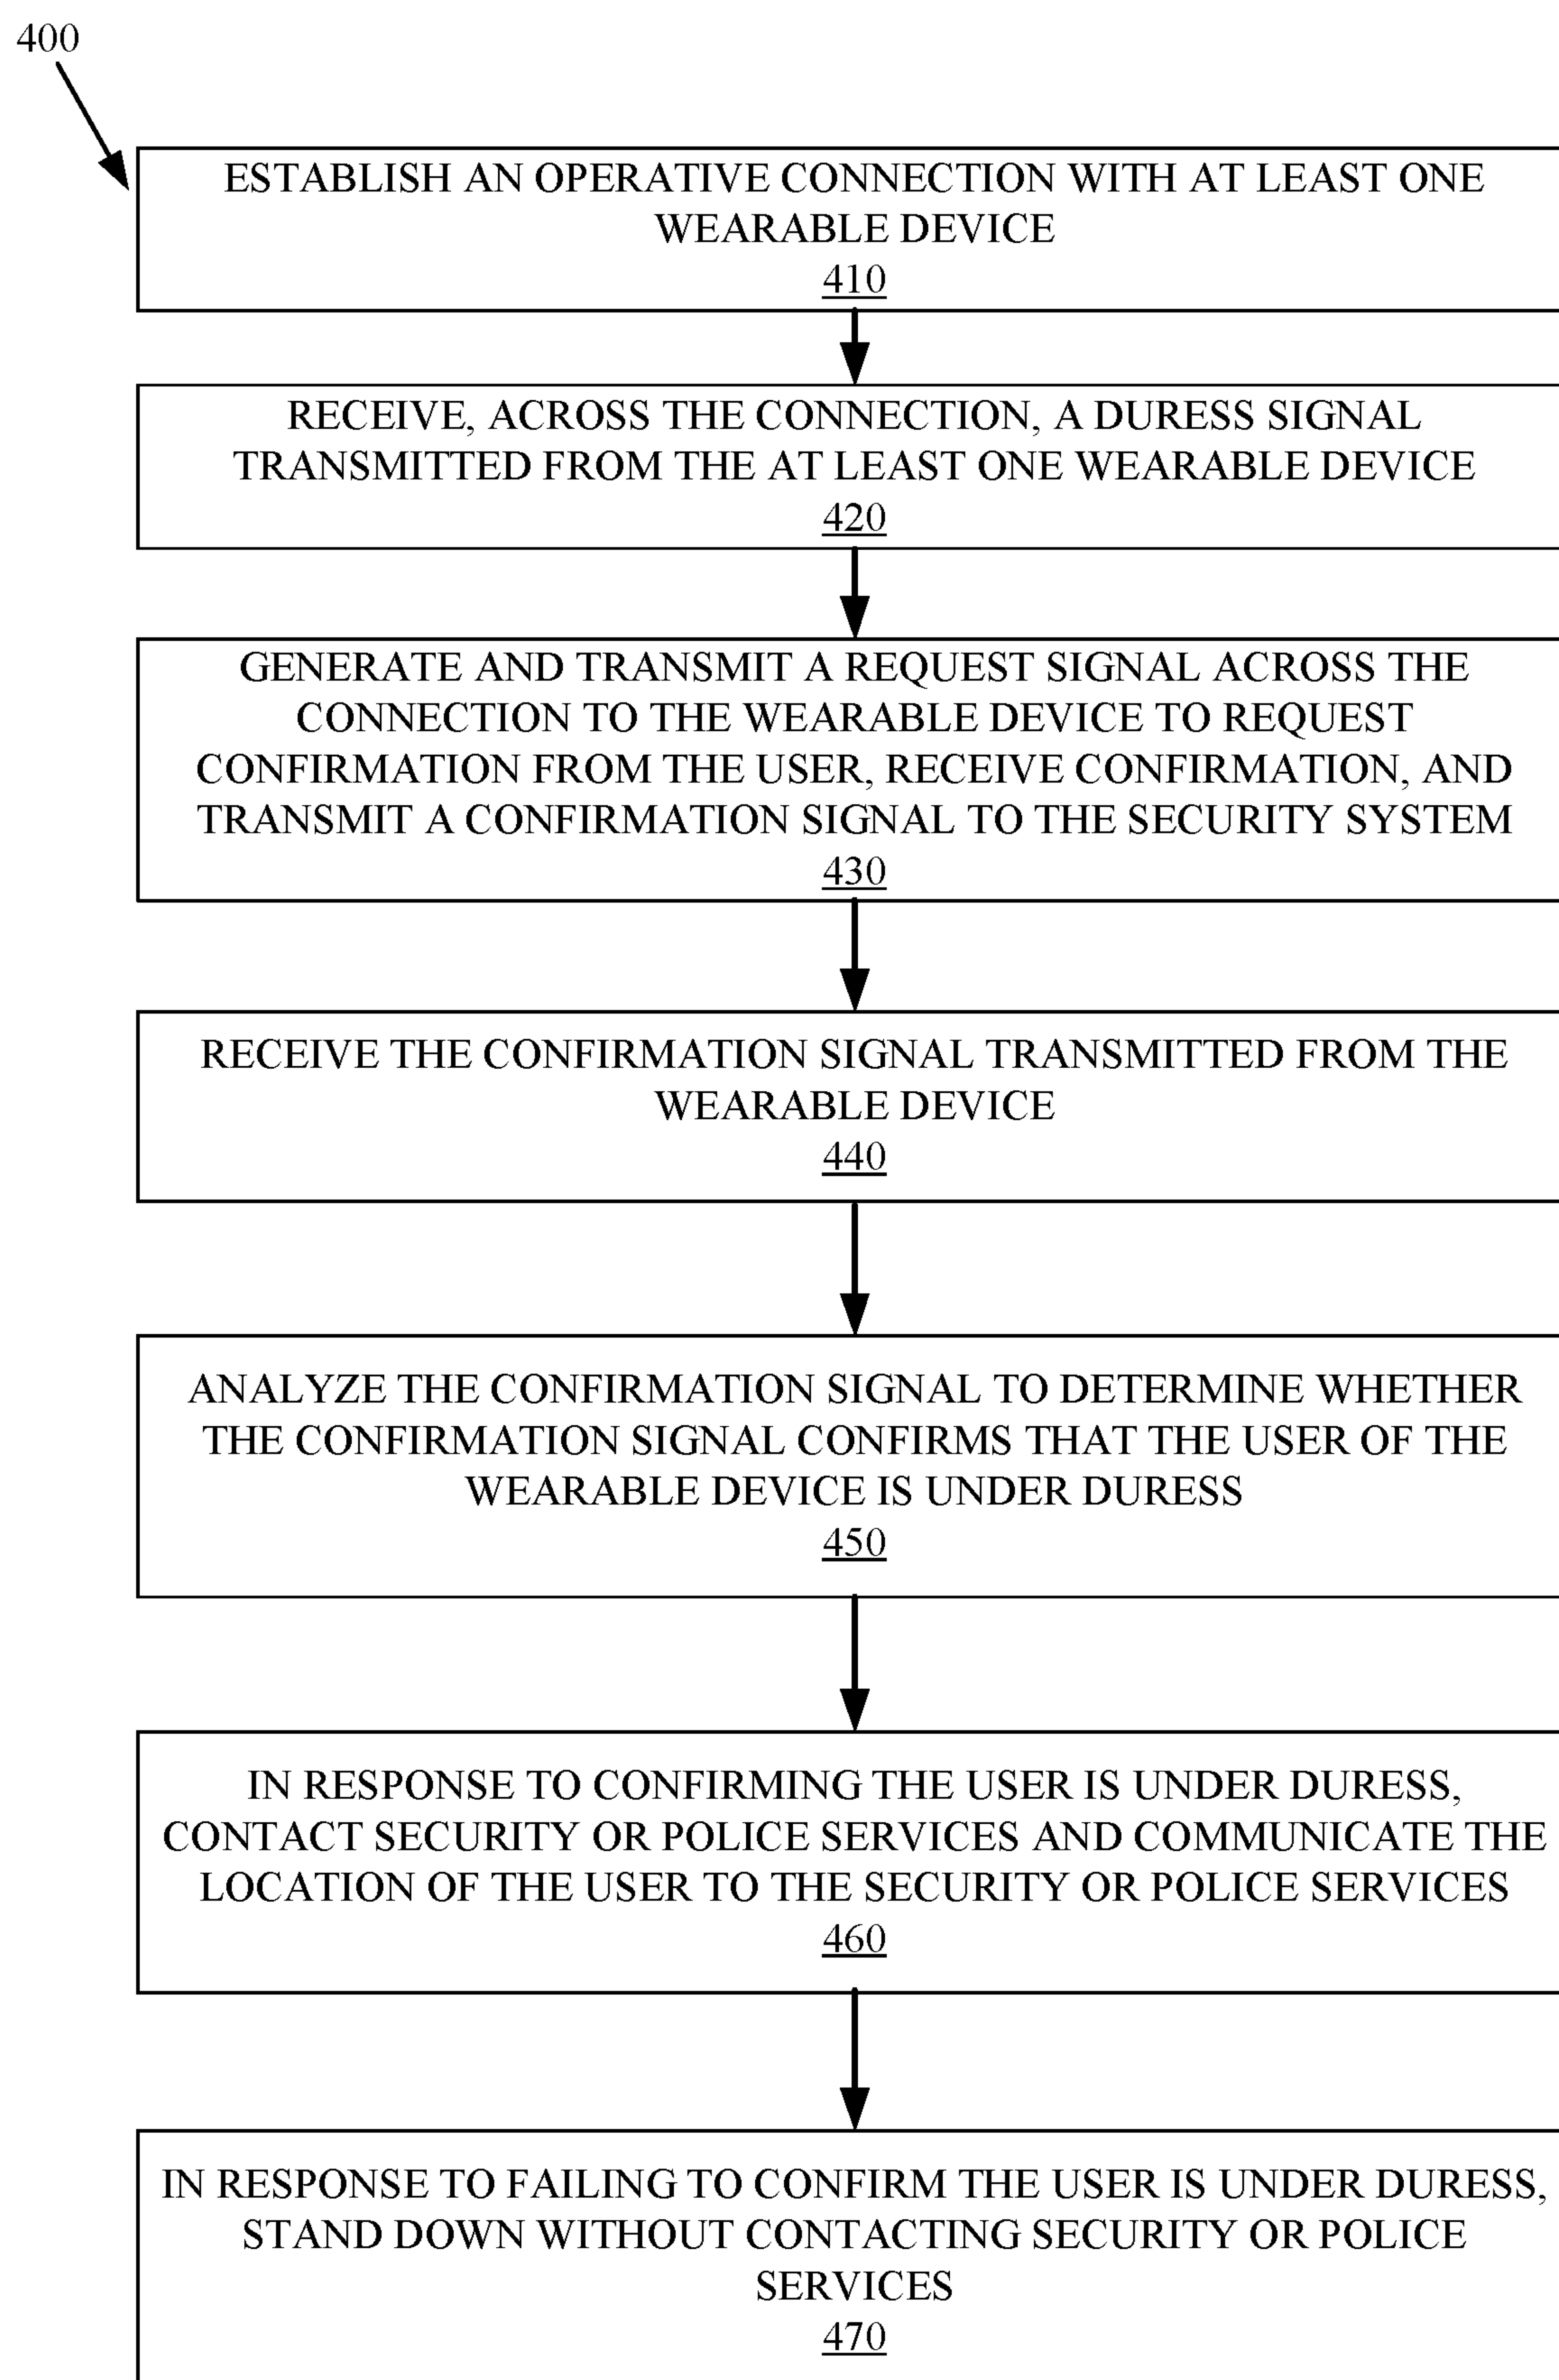 400
ESTABLISH AN OPERATIVE CONNECTION WITH AT LEAST ONE
WEARABLE DEVICE
410
RECEIVE, ACROSS THE CONNECTION, A DURESS SIGNAL
TRANSMITTED FROM THE AT LEAST ONE WEARABLE DEVICE
420
GENERATE AND TRANSMIT A REQUEST SIGNAL ACROSS THE
CONNECTION TO THE WEARABLE DEVICE TO REQUEST
CONFIRMATION FROM THE USER, RECEIVE CONFIRMATION, AND
TRANSMIT A CONFIRMATION SIGNAL TO THE SECURITY SYSTEM
430
RECEIVE THE CONFIRMATION SIGNAL TRANSMITTED FROM THE
WEARABLE DEVICE
440
ANALYZE THE CONFIRMATION SIGNAL TO DETERMINE WHETHER
THE CONFIRMATION SIGNAL CONFIRMS THAT THE USER OF THE
WEARABLE DEVICE IS UNDER DURESS
450
IN RESPONSE TO CONFIRMING THE USER IS UNDER DURESS,
CONTACT SECURITY OR POLICE SERVICES AND COMMUNICATE THE
LOCATION OF THE USER TO THE SECURITY OR POLICE SERVICES
460
IN RESPONSE TO FAILING TO CONFIRM THE USER IS UNDER DURESS,
STAND DOWN WITHOUT CONTACTING SECURITY OR POLICE
SERVICES
470